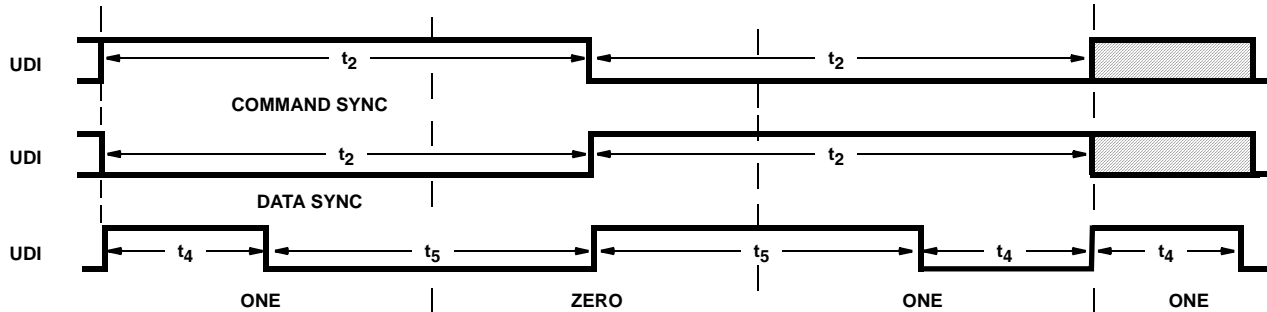 UDI t₂ t₂
COMMAND SYNC
UDI t₂ t₂
DATA SYNC
UDI t₄ t₅ t₅ t₄ t₄
ONE ZERO ONE ONE